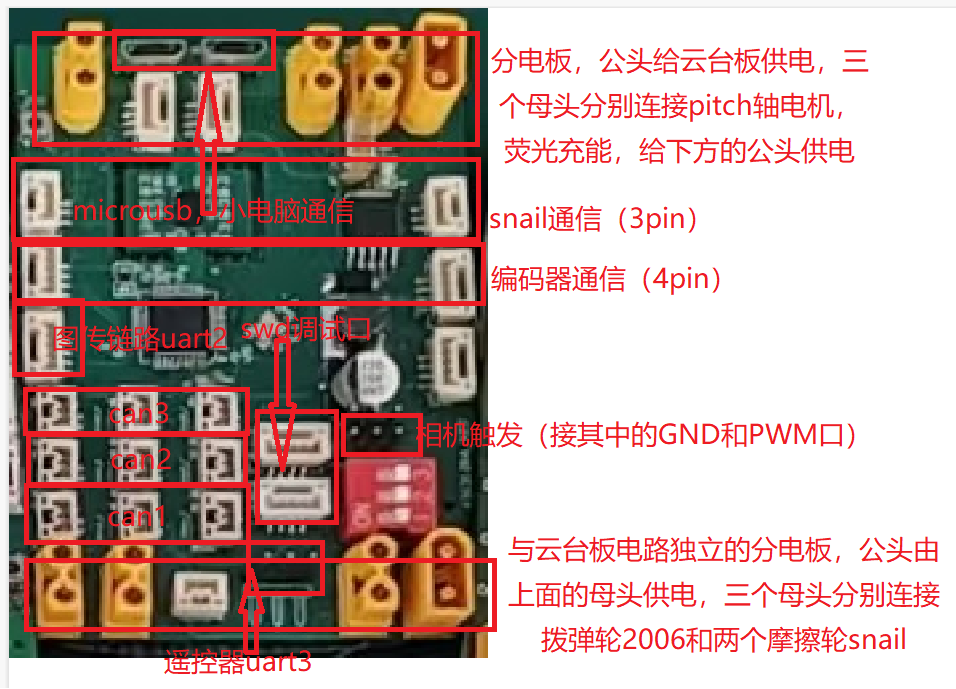 分电板，公头给云台板供电，三
个母头分别连接pitch轴电机，
荧光充能，给下方的公头供电
microusb，小电脑通信
snail通信（3pin）
编码器通信（4pin）
图传链路uart2
swd调试口
can3
相机触发（接其中的GND和PWM口）
can2
can1
与云台板电路独立的分电板，公头由
上面的母头供电，三个母头分别连接
拨弹轮2006和两个摩擦轮snail
遥控器uart3